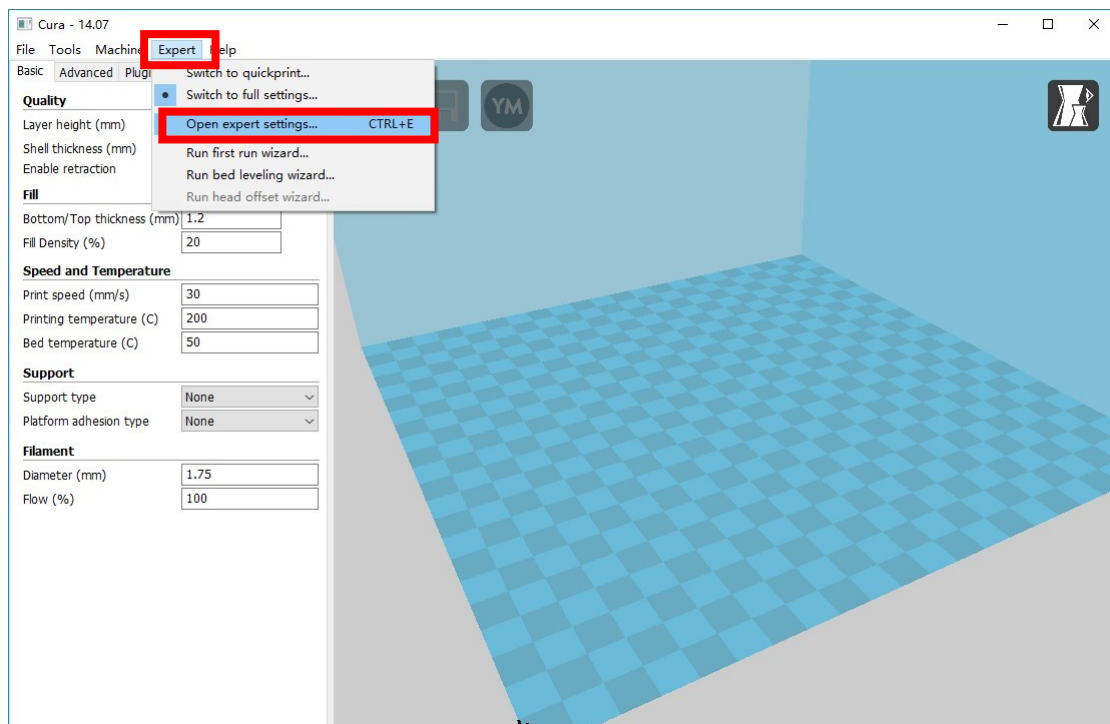 Cura - 14.07
File Tools Machine Expert Help
Basic Advanced Plugi
Switch to quickprint...
Switch to full settings...
Open expert settings... CTRL+E
Run first run wizard...
Run bed leveling wizard...
Run head offset wizard...
YM
Quality
Layer height (mm)
Shell thickness (mm)
Enable retraction
Fill
Bottom/Top thickness (mm) 1.2
Fill Density (%) 20
Speed and Temperature
Print speed (mm/s) 30
Printing temperature (C) 200
Bed temperature (C) 50
Support
Support type None
Platform adhesion type None
Filament
Diameter (mm) 1.75
Flow (%) 100